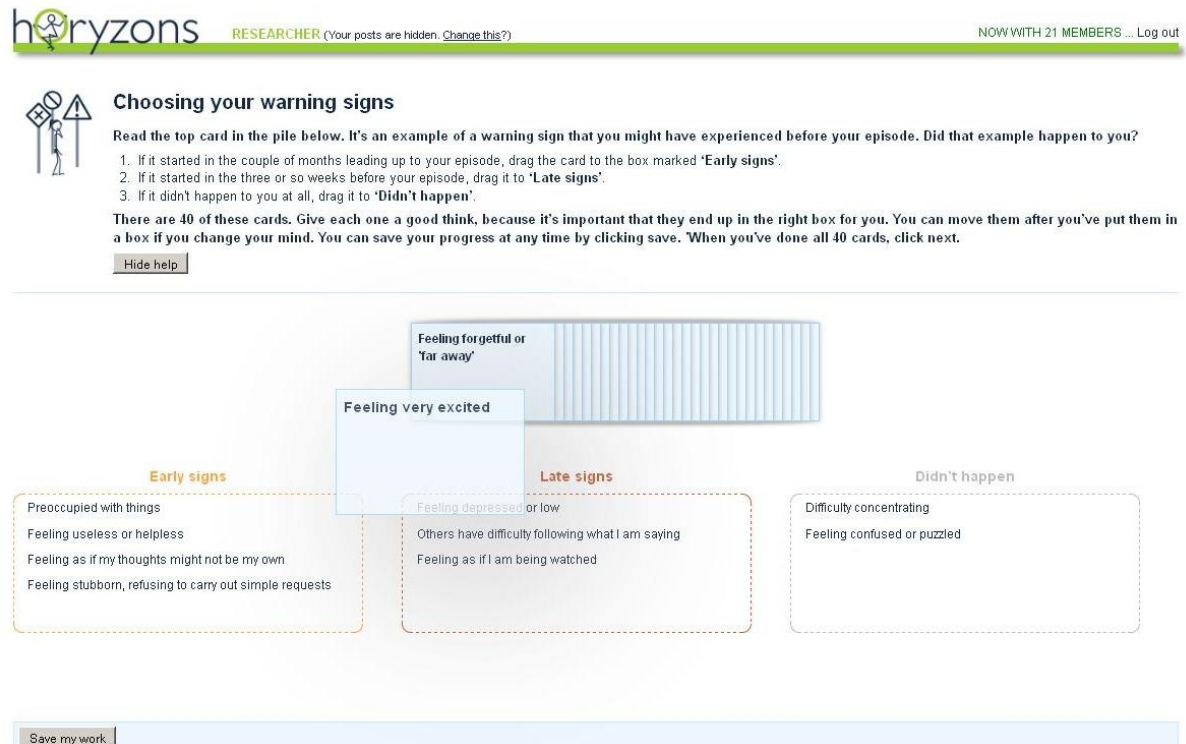 horyzons
RESEARCHER (Your posts are hidden. Change this?)
NOW WITH 21 MEMBERS ... Log out
Choosing your warning signs
Read the top card in the pile below. It's an example of a warning sign that you might have experienced before your episode. Did that example happen to you?
1. If it started in the couple of months leading up to your episode, drag the card to the box marked 'Early signs'.
2. If it started in the three or so weeks before your episode, drag it to 'Late signs'.
3. If it didn't happen to you at all, drag it to 'Didn't happen'.
There are 40 of these cards. Give each one a good think, because it's important that they end up in the right box for you. You can move them after you've put them in
a box if you change your mind. You can save your progress at any time by clicking save. 'When you've done all 40 cards, click next.
Hide help
Feeling forgetful or
'far away'
Feeling very excited
Early signs
Preoccupied with things
Feeling useless or helpless
Feeling as if my thoughts might not be my own
Feeling stubborn, refusing to carry out simple requests
Late signs
Feeling depressed or low
Others have difficulty following what I am saying
Feeling as if I am being watched
Didn't happen
Difficulty concentrating
Feeling confused or puzzled
Save my work